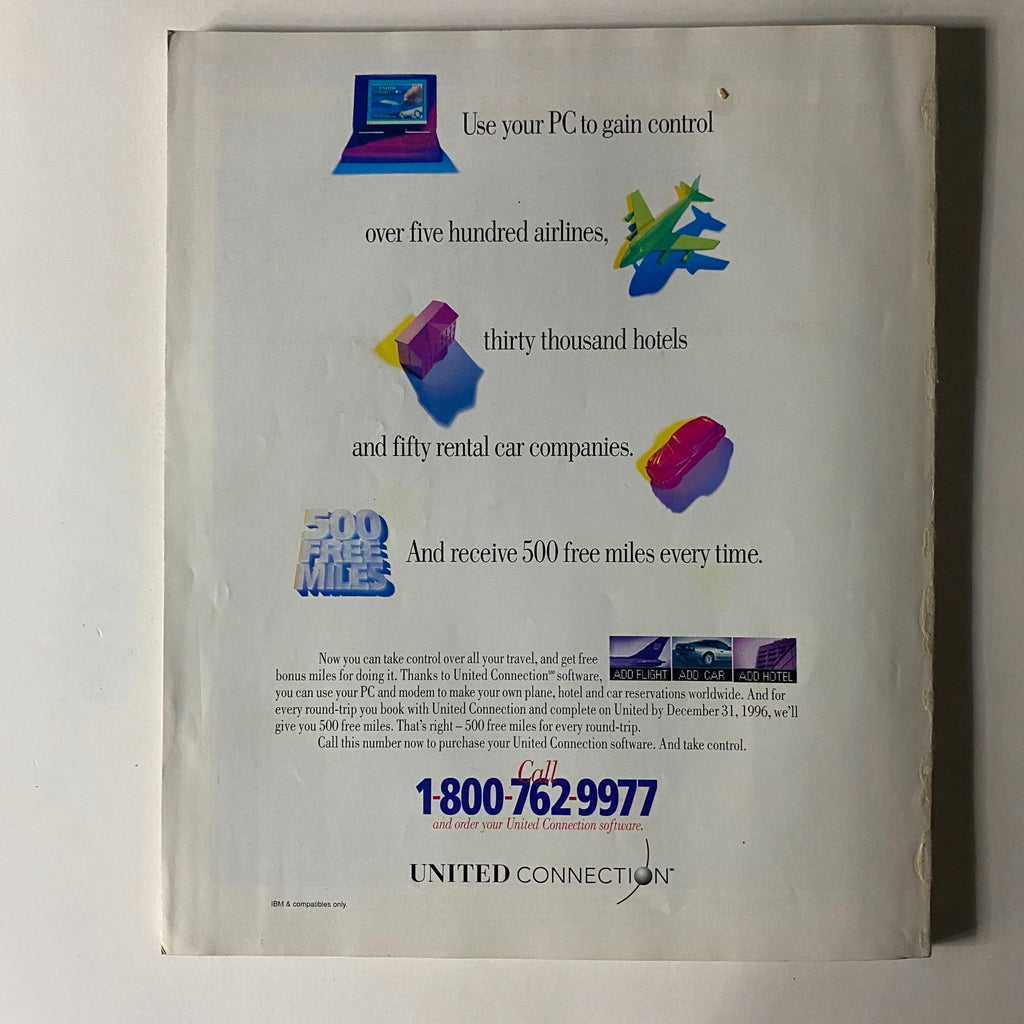 Use your PC to gain control
over five hundred airlines,
thirty thousand hotels
and fifty rental car companies.
500
FREE
MILES
And receive 500 free miles every time.
Now you can take control over all your travel, and get free
bonus miles for doing it. Thanks to United Connection℠ software,
ADD FLIGHT ADD CAR ADD HOTEL
you can use your PC and modem to make your own plane, hotel and car reservations worldwide. And for
every round-trip you book with United Connection and complete on United by December 31, 1996, we'll
give you 500 free miles. That's right – 500 free miles for every round-trip.
Call this number now to purchase your United Connection software. And take control.
Call
1-800-762-9977
and order your United Connection software.
UNITED CONNECTION™
IBM & compatibles only.